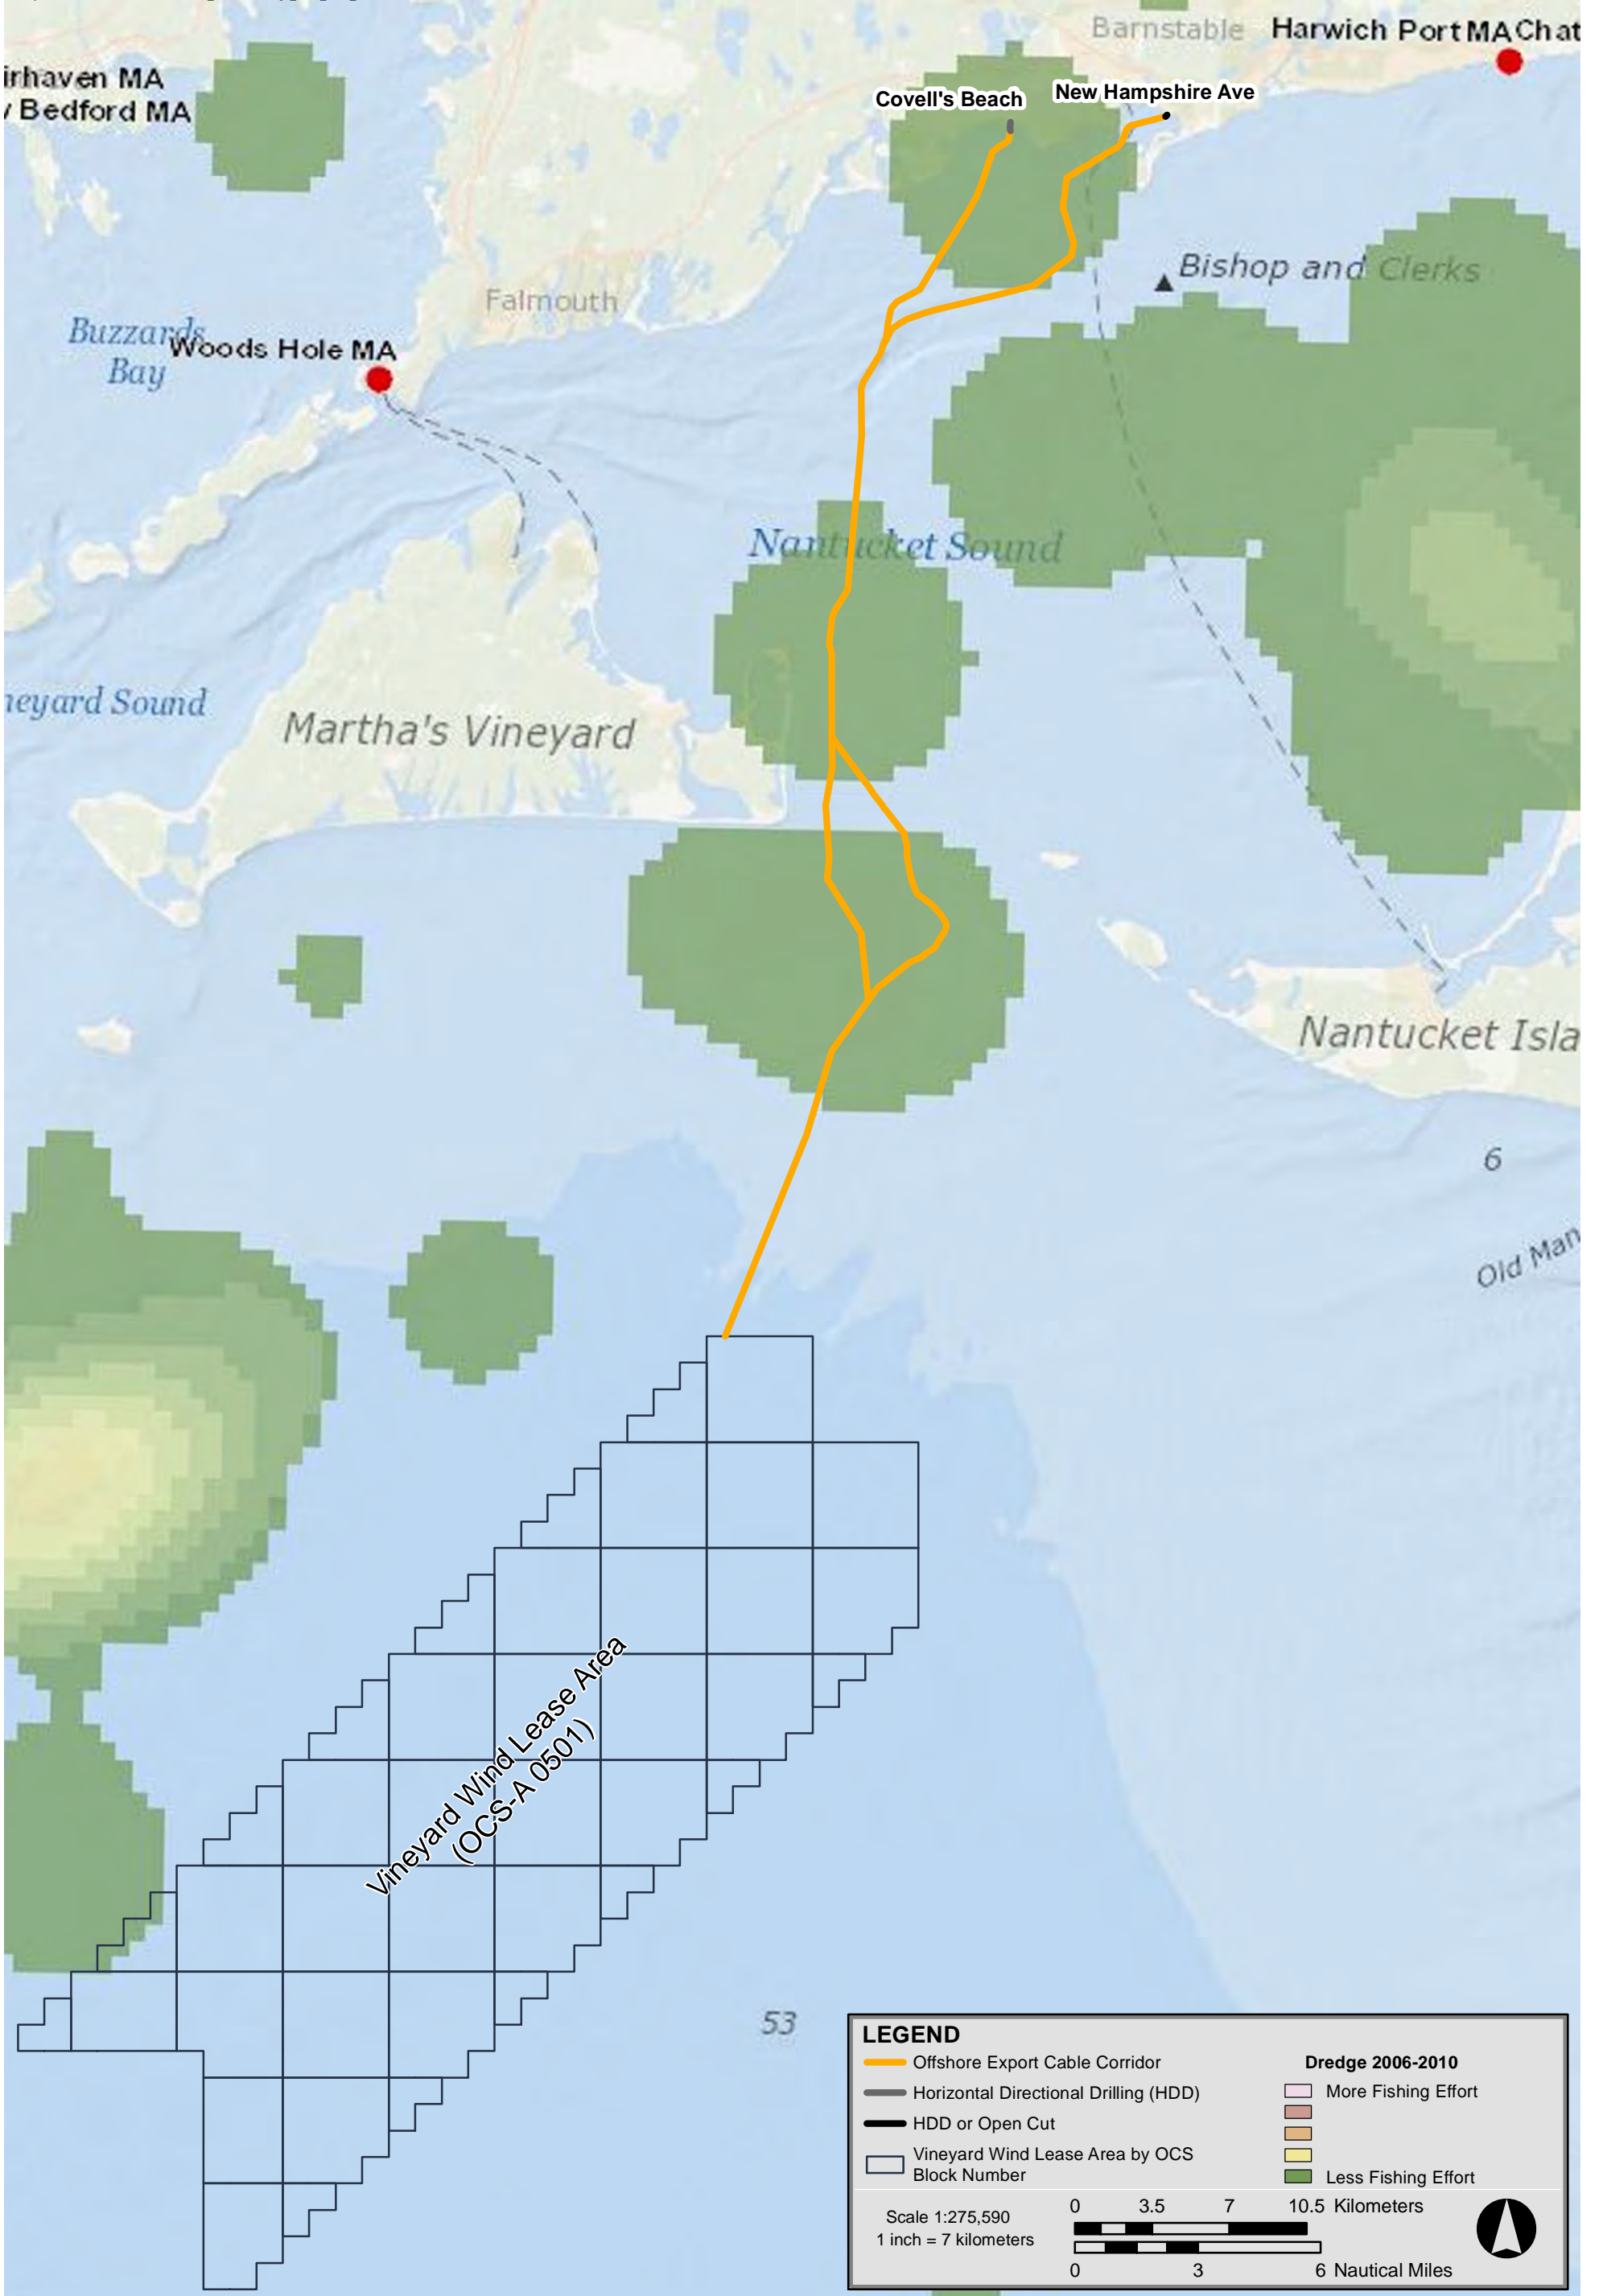 Barnstable
Harwich Port MA
Chat
irhaven MA
Bedford MA
Covell's Beach
New Hampshire Ave
Bishop and Clerks
Falmouth
Buzzards
Bay
Woods Hole MA
Nantucket Sound
neyard Sound
Martha's Vineyard
Nantucket Isla
6
Old Man
Vineyard Wind Lease Area
(OCS-A 0501)
53
LEGEND
Offshore Export Cable Corridor
Horizontal Directional Drilling (HDD)
HDD or Open Cut
Vineyard Wind Lease Area by OCS
Block Number
Dredge 2006-2010
More Fishing Effort
Less Fishing Effort
Scale 1:275,590
1 inch = 7 kilometers
0 3.5 7 10.5 Kilometers
0 3 6 Nautical Miles